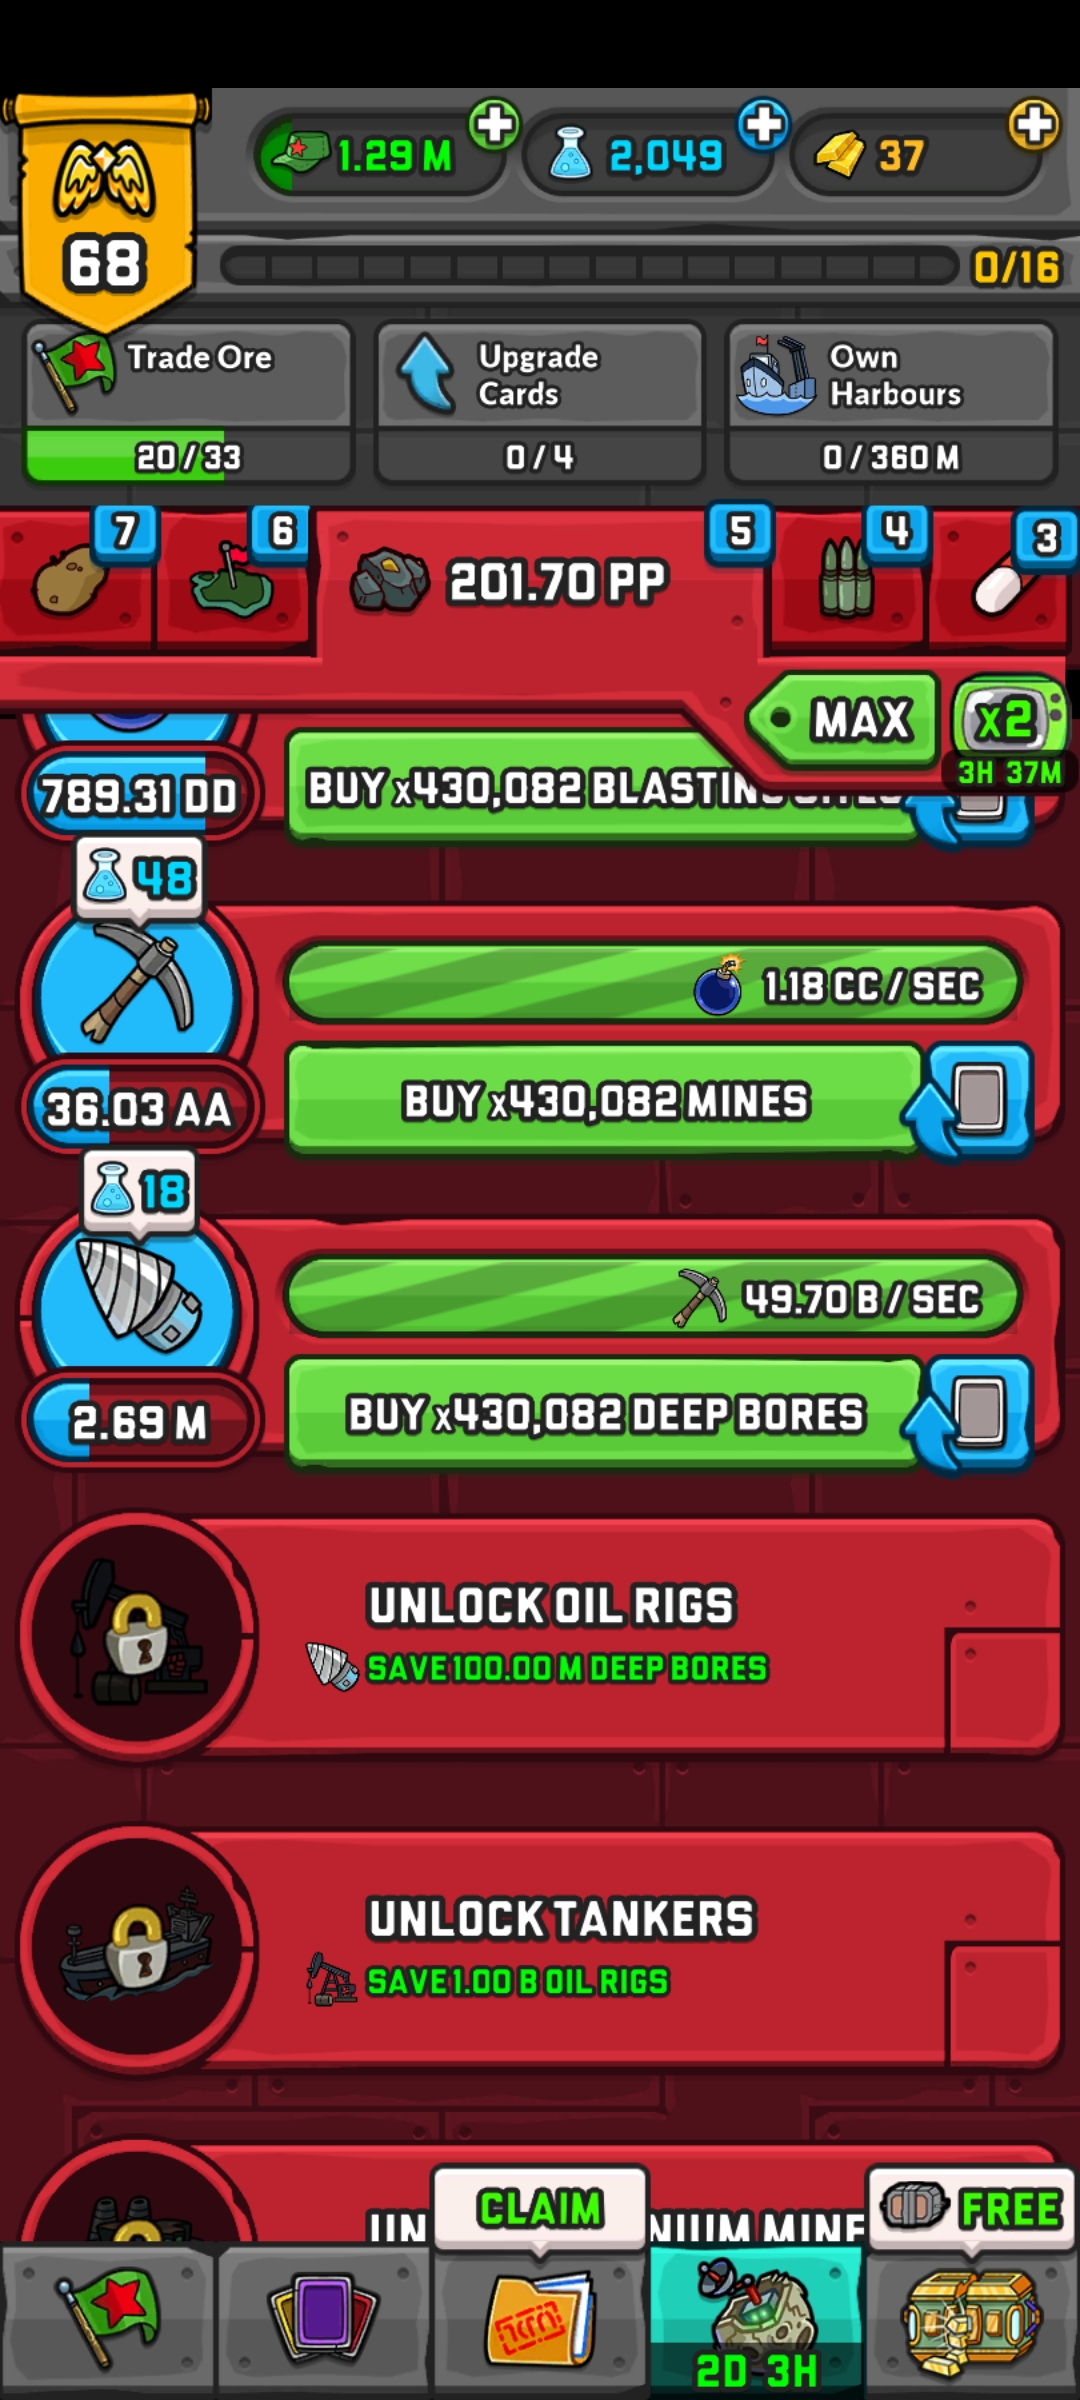 1.29 M
2,049
37
68
0/16
Trade Ore
20/33
Upgrade
Cards
0/4
Own
Harbours
0/360 M
7
6
201.70 PP
5
4
3
MAX
x2
3H 37M
789.31 DD
BUY x430,082
48
1.18 CC / SEC
36.03 AA
BUY x430,082 MINES
18
49.70 B / SEC
2.69 M
BUY x430,082 DEEP BORES
UNLOCK OIL RIGS
SAVE 100.00 M DEEP BORES
UNLOCK TANKERS
SAVE 1.00 B OIL RIGS
MINE
CLAIM
FREE
2D 3H